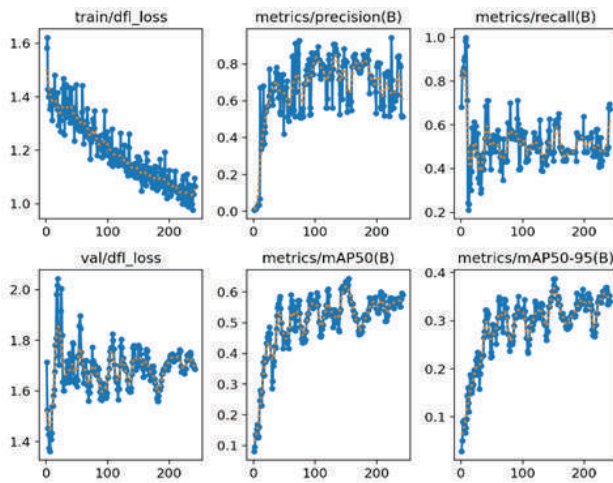 train/dfl_loss
metrics/precision(B)
metrics/recall(B)
1.6
1.4
1.2
1.0
0 100 200
0.8
0.6
0.4
0.2
0.0
0 100 200
1.0
0.8
0.6
0.4
0.2
0 100 200
val/dfl_loss
metrics/mAP50(B)
metrics/mAP50-95(B)
2.0
1.8
1.6
1.4
0 100 200
0.6
0.5
0.4
0.3
0.2
0.1
0 100 200
0.4
0.3
0.2
0.1
0 100 200